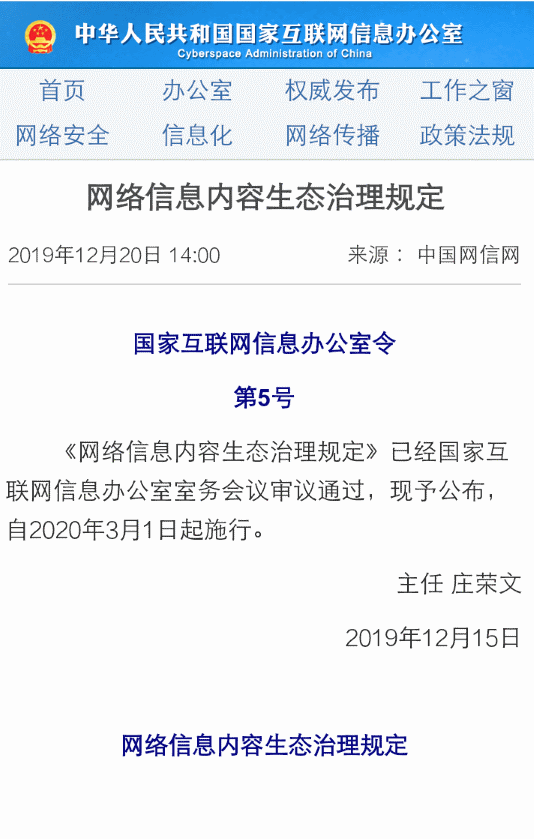 中华人民共和国国家互联网信息办公室
Cyberspace Administration of China
首页 办公室 权威发布 工作之窗
网络安全 信息化 网络传播 政策法规
网络信息内容生态治理规定
2019年12月20日 14:00 来源： 中国网信网
国家互联网信息办公室令
第5号
《网络信息内容生态治理规定》已经国家互
联网信息办公室室务会议审议通过，现予公布，
自2020年3月1日起施行。
主任 庄荣文
2019年12月15日
网络信息内容生态治理规定